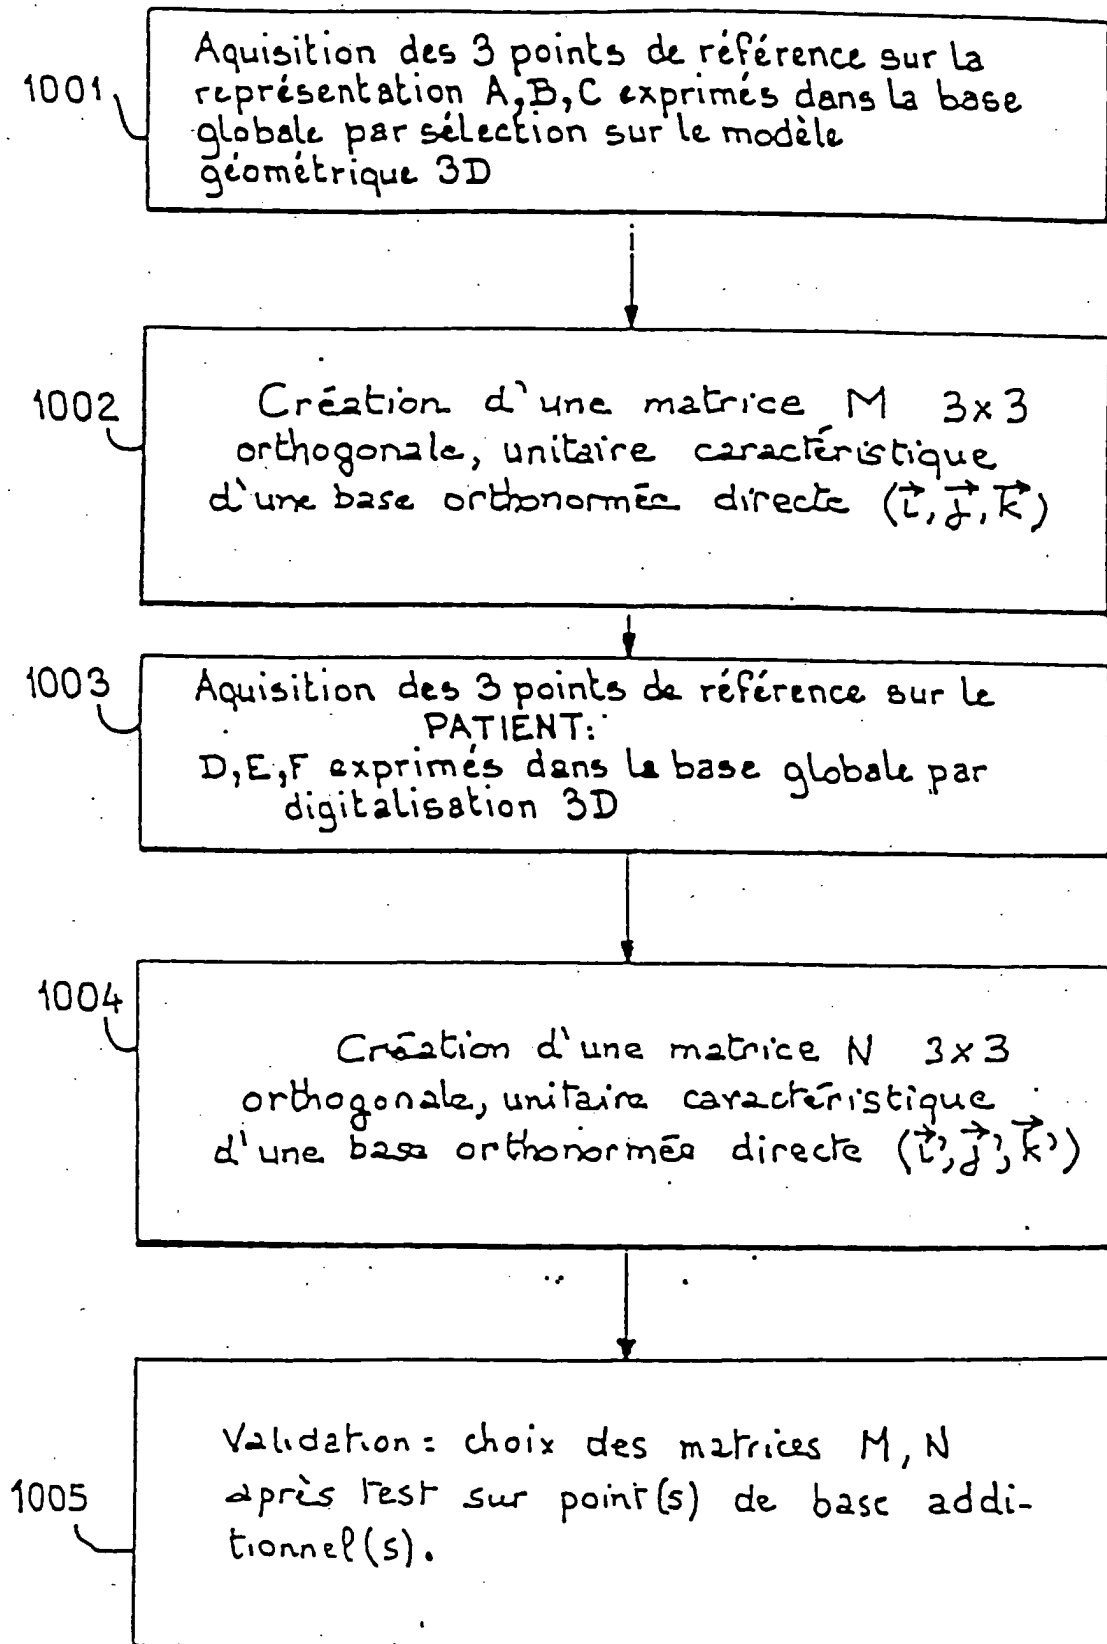 1001
Aquisition des 3 points de référence sur la
représentation A,B,C exprimés dans la base
globale par sélection sur le modèle
géométrique 3D
1002
Création d'une matrice M 3x3
orthogonale, unitaire caractéristique
d'une base orthonormée directe (i⃗, j⃗, k⃗)
1003
Aquisition des 3 points de référence sur le
PATIENT:
D,E,F exprimés dans la base globale par
digitalisation 3D
1004
Création d'une matrice N 3x3
orthogonale, unitaire caractéristique
d'une base orthonormée directe (i⃗', j⃗', k⃗')
1005
Validation = choix des matrices M, N
après test sur point(s) de base addi-
tionnel(s).